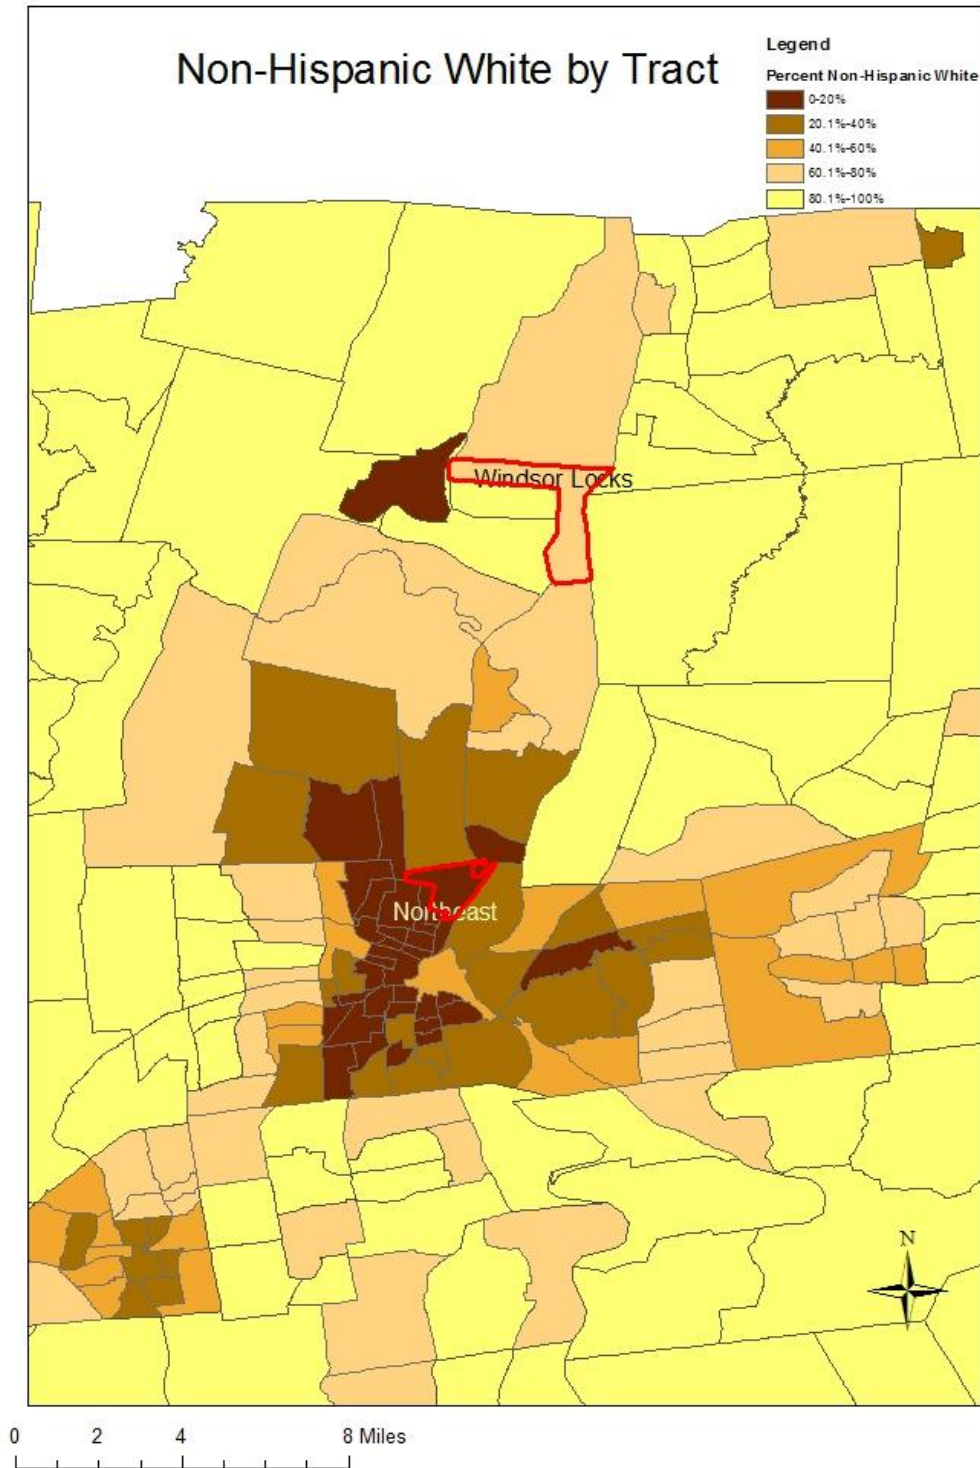 Non-Hispanic White by Tract
Legend
Percent Non-Hispanic White
0-20%
20.1%-40%
40.1%-60%
60.1%-80%
80.1%-100%
Windsor Locks
Northeast
N
0 2 4 8 Miles